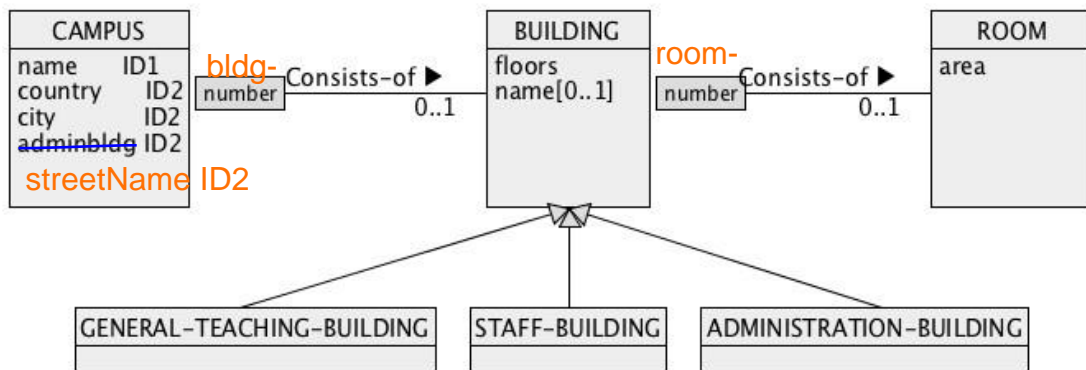 CAMPUS
name ID1
country ID2
city ID2
adminbldg ID2
streetName ID2
bldg-
number
Consists-of ▶
0..1
BUILDING
floors
name[0..1]
room-
number
Consists-of ▶
0..1
ROOM
area
GENERAL-TEACHING-BUILDING
STAFF-BUILDING
ADMINISTRATION-BUILDING